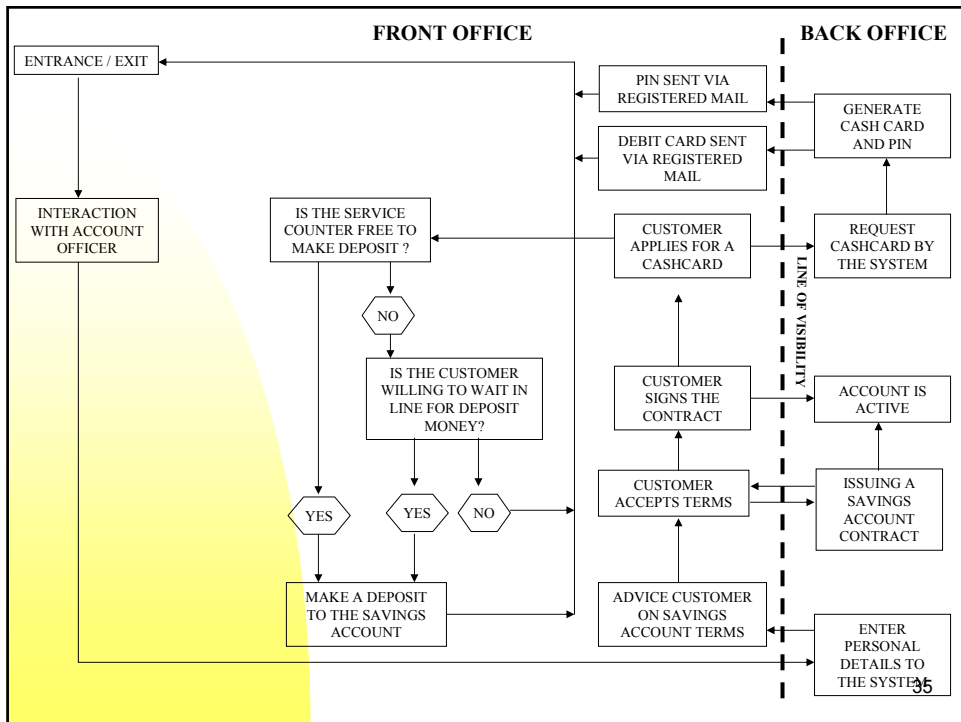 FRONT OFFICE
BACK OFFICE
ENTRANCE / EXIT
PIN SENT VIA
REGISTERED MAIL
GENERATE
CASH CARD
AND PIN
DEBIT CARD SENT
VIA REGISTERED
MAIL
INTERACTION
WITH ACCOUNT
OFFICER
IS THE SERVICE
COUNTER FREE TO
MAKE DEPOSIT ?
CUSTOMER
APPLIES FOR A
CASHCARD
REQUEST
CASHCARD BY
THE SYSTEM
LINE OF VISIBILITY
NO
IS THE CUSTOMER
WILLING TO WAIT IN
LINE FOR DEPOSIT
MONEY?
CUSTOMER
SIGNS THE
CONTRACT
ACCOUNT IS
ACTIVE
YES
YES
NO
CUSTOMER
ACCEPTS TERMS
ISSUING A
SAVINGS
ACCOUNT
CONTRACT
MAKE A DEPOSIT
TO THE SAVINGS
ACCOUNT
ADVICE CUSTOMER
ON SAVINGS
ACCOUNT TERMS
ENTER
PERSONAL
DETAILS TO
THE SYSTEM
35